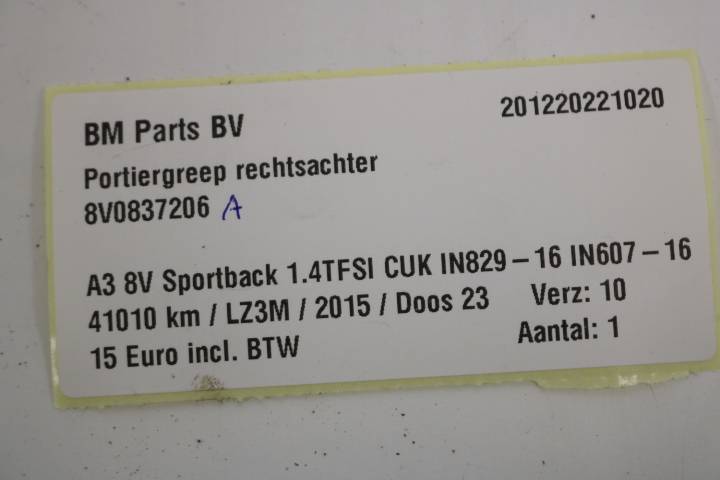 BM Parts BV
201220221020
Portiergreep rechtsachter
8V0837206 A
A3 8V Sportback 1.4TFSI CUK IN829-16 IN607-16
41010 km / LZ3M / 2015 / Doos 23 Verz: 10
15 Euro incl. BTW Aantal: 1